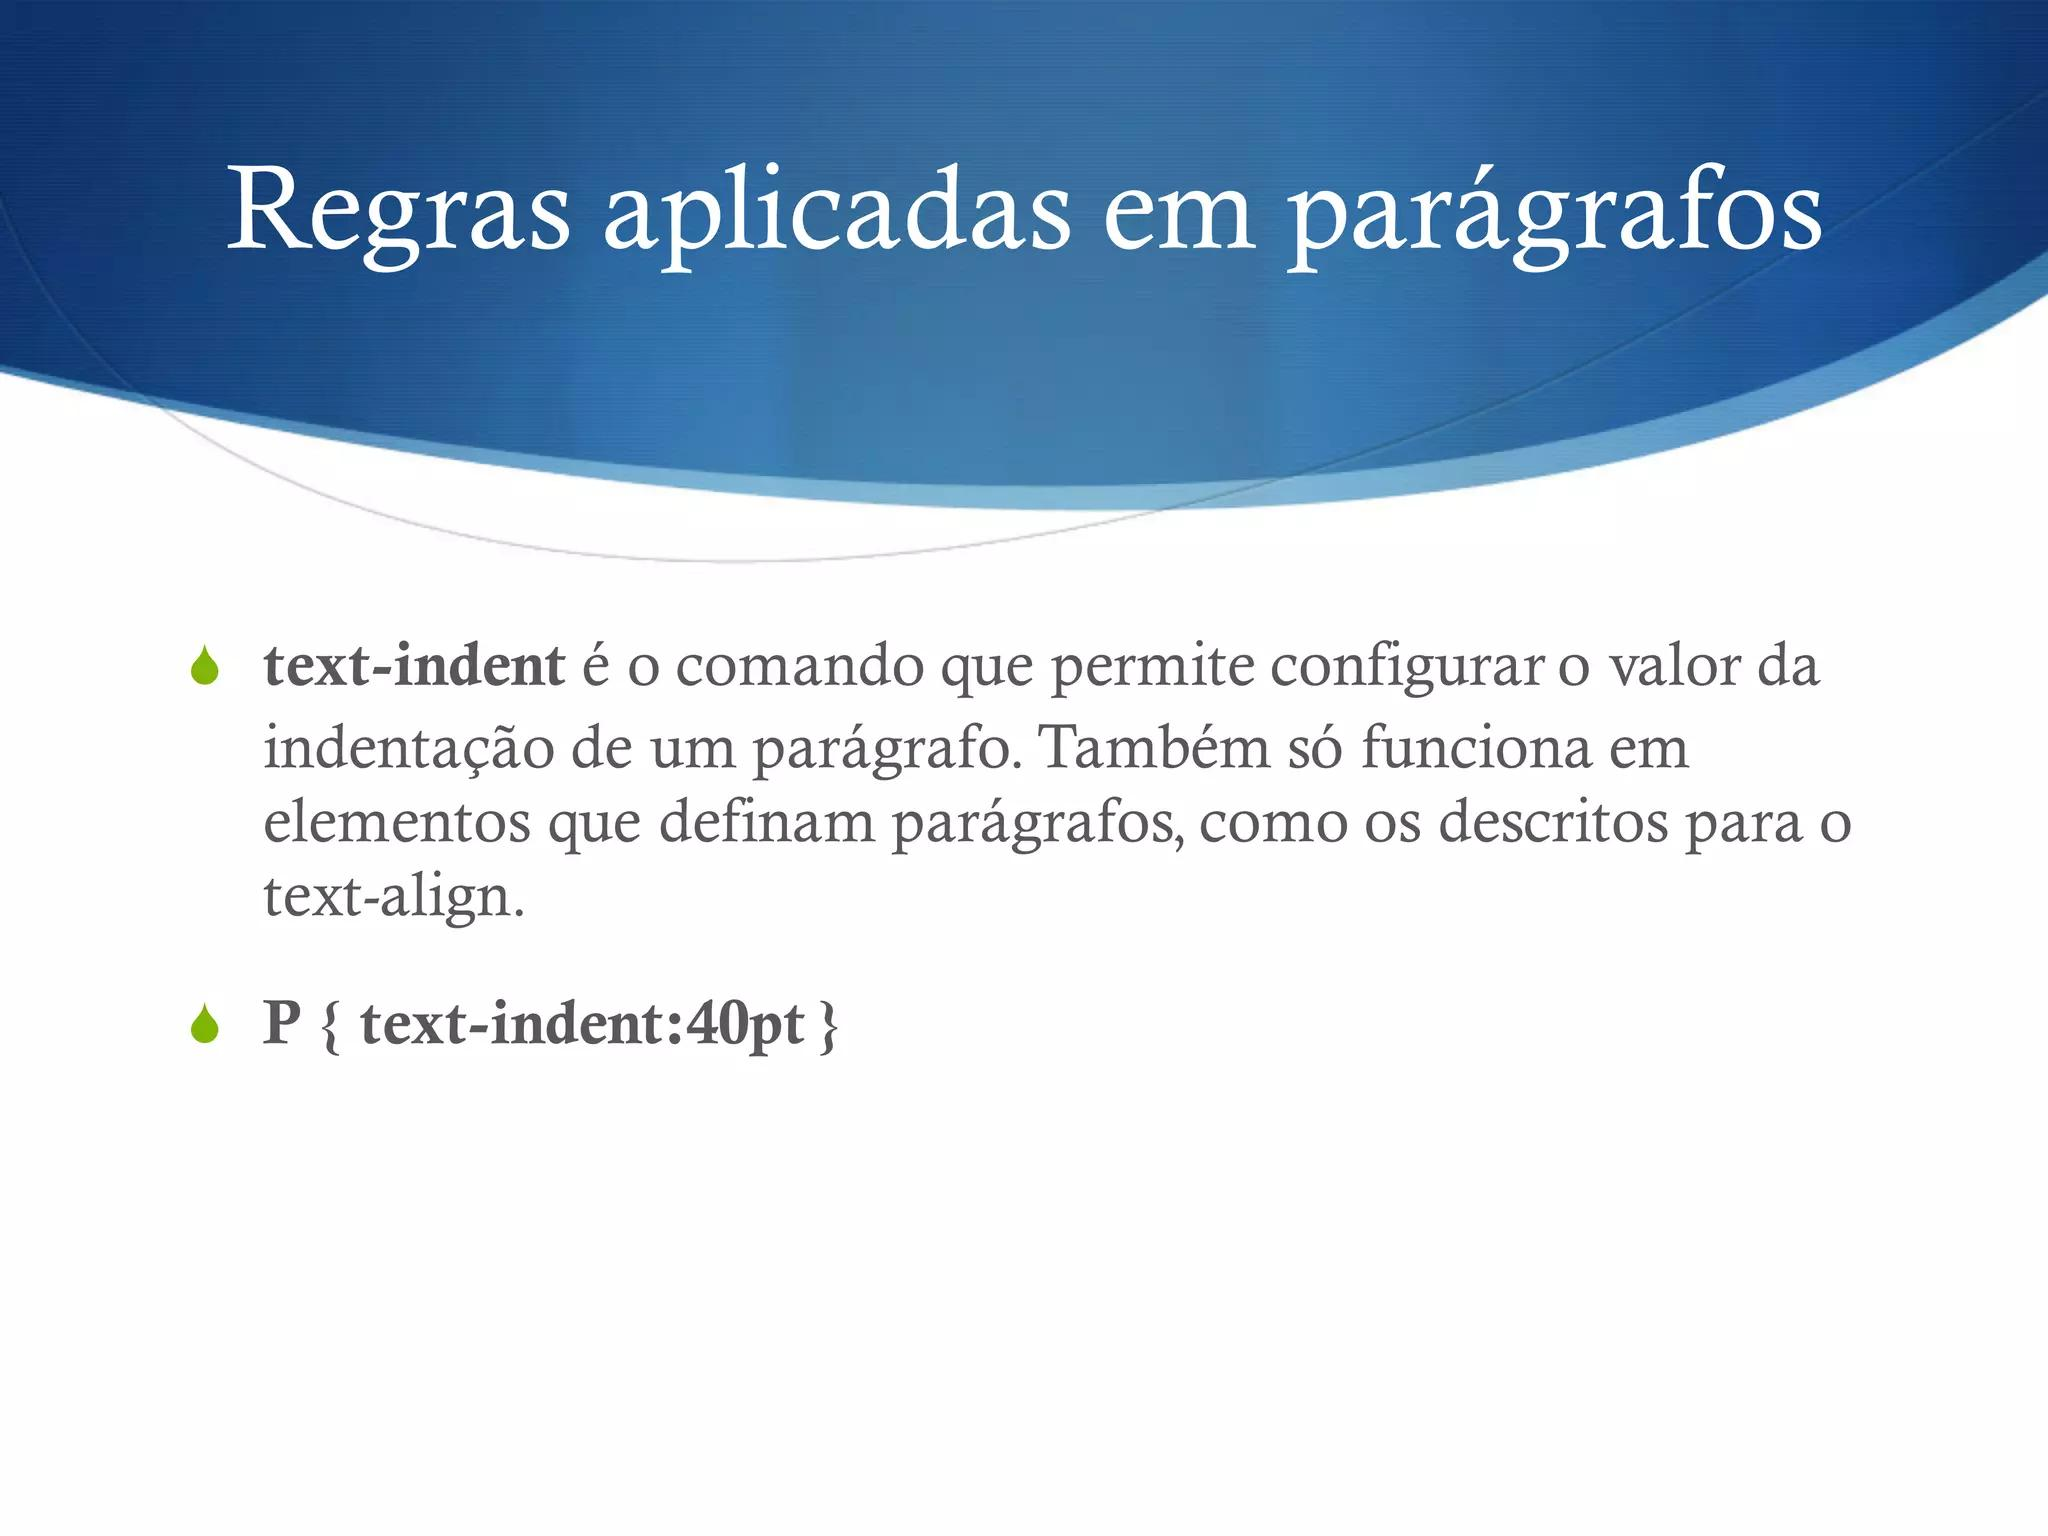 Regras aplicadas em parágrafos
text-indent é o comando que permite configurar o valor da
indentação de um parágrafo. Também só funciona em
elementos que definam parágrafos, como os descritos para o
text-align.
P { text-indent:40pt }